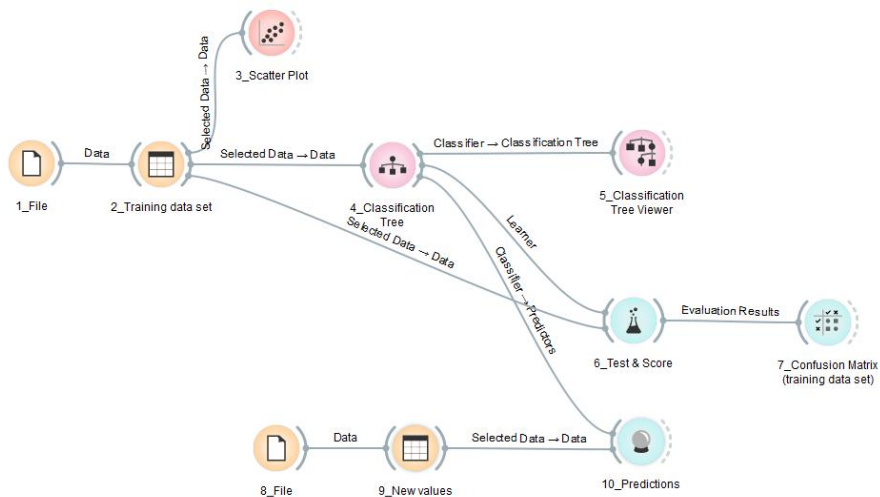 3_Scatter Plot
Selected Data → Data
Data
Selected Data → Data
Classifier → Classification Tree
1_File
2_Training data set
4_Classification
Tree
5_Classification
Tree Viewer
Selected Data → Data
Learner
Classifier → Predictors
Evaluation Results
6_Test & Score
7_Confusion Matrix
(training data set)
Data
Selected Data → Data
8_File
9_New values
10_Predictions